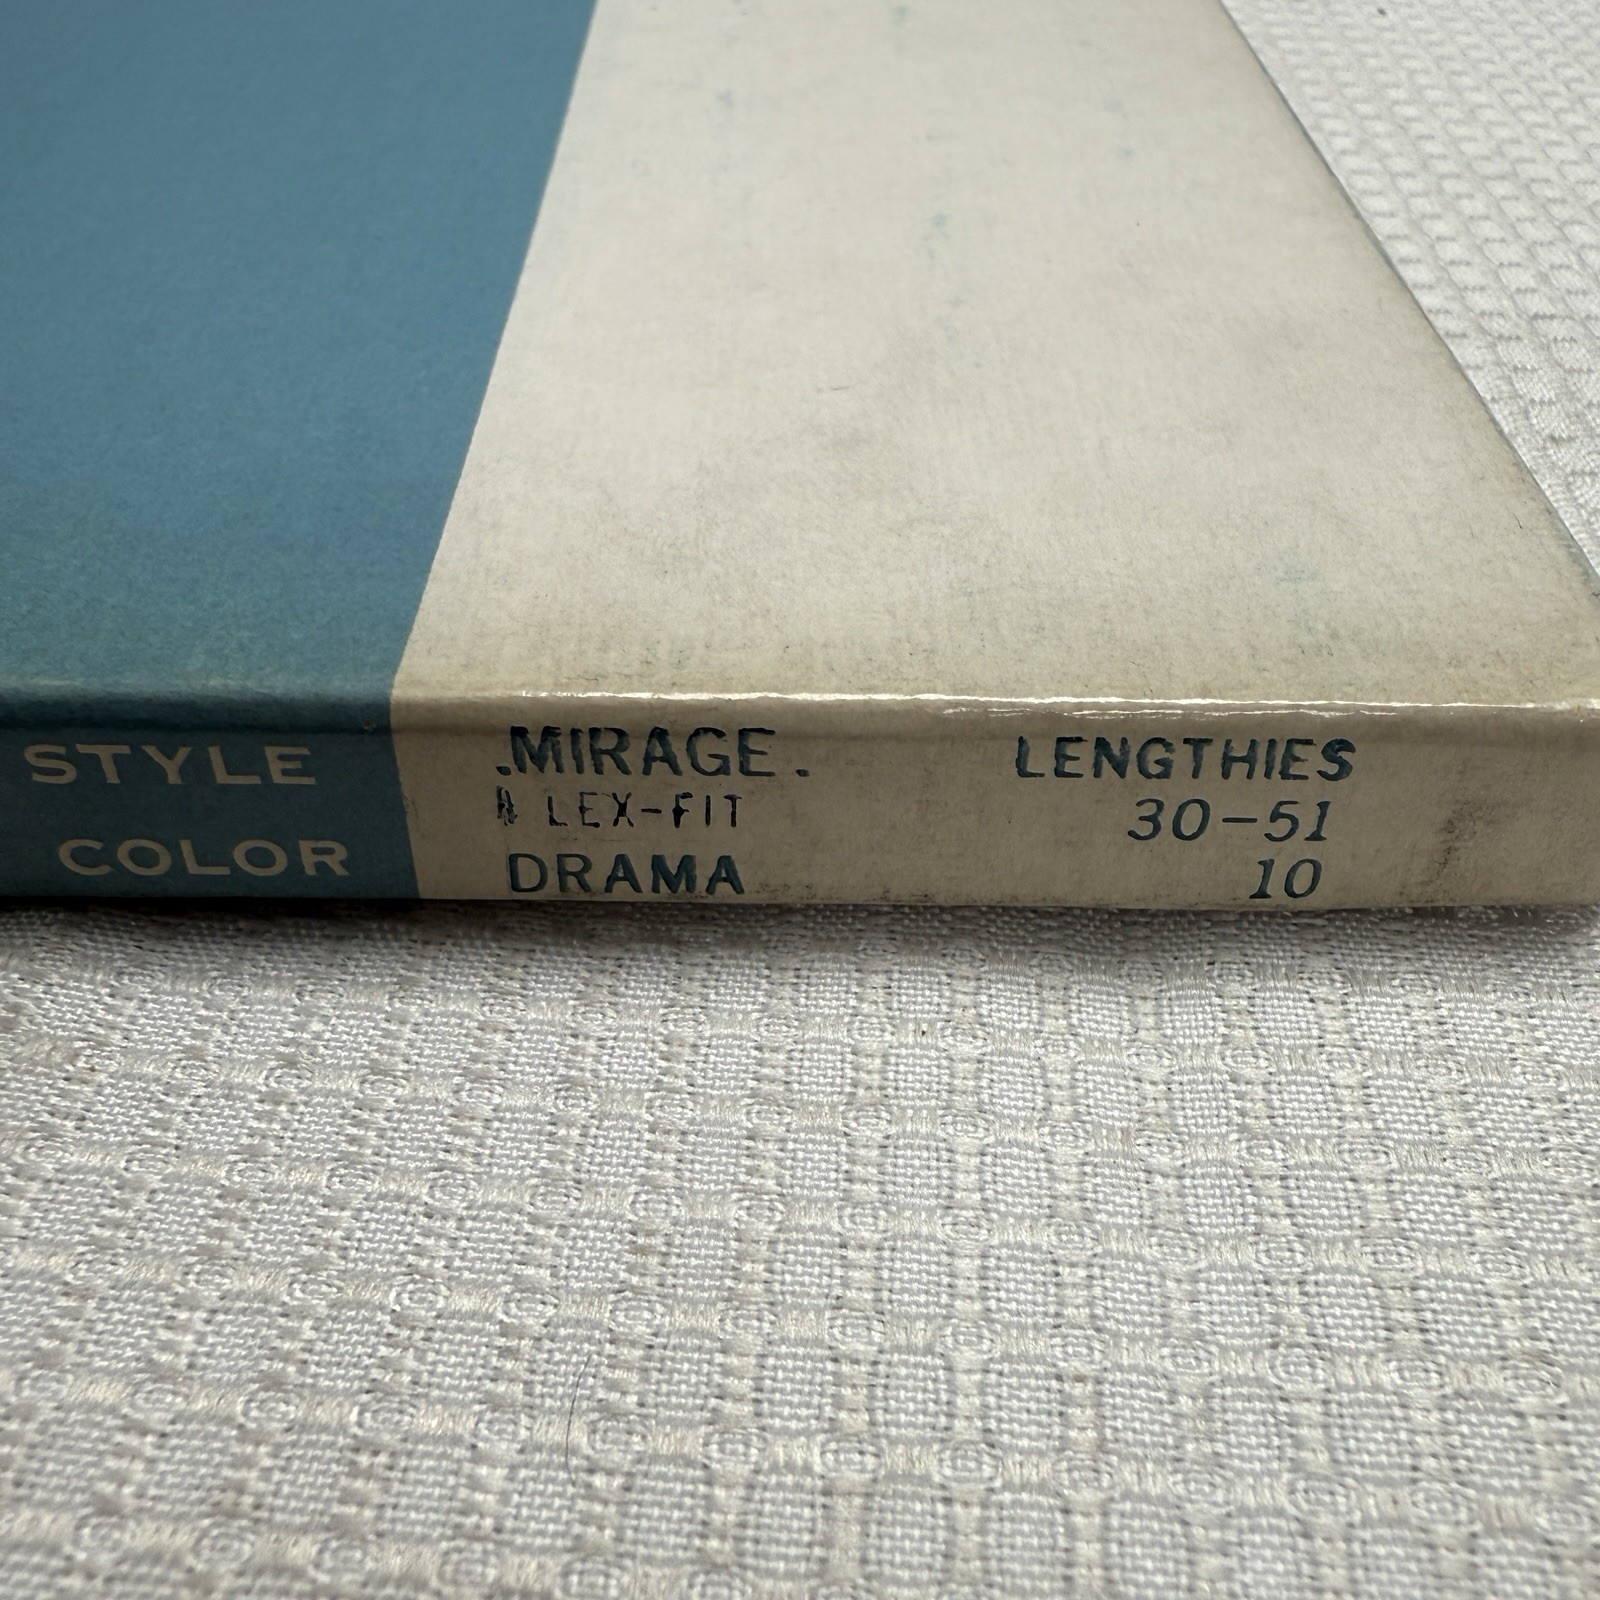 STYLE .MIRAGE. LENGTHIES
LEX-FIT 30-51
COLOR DRAMA 10